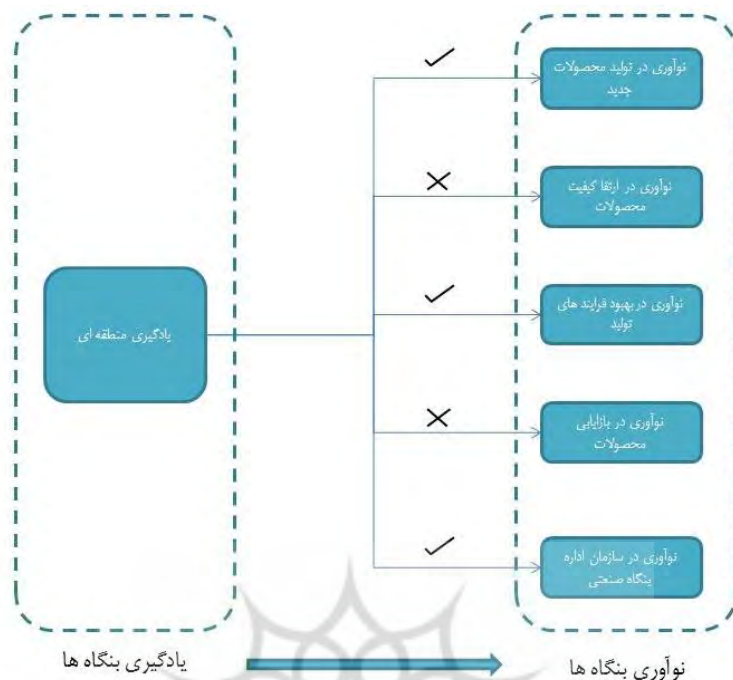 نوآوری در تولید محصولات
جدید
نوآوری در ارتقا کیفیت
محصولات
یادگیری منطقه ای
نوآوری در بهبود فرایند های
تولید
نوآوری در بازاریابی
محصولات
نوآوری در سازمان اداره
بنگاه صنعتی
یادگیری بنگاه ها
نوآوری بنگاه ها